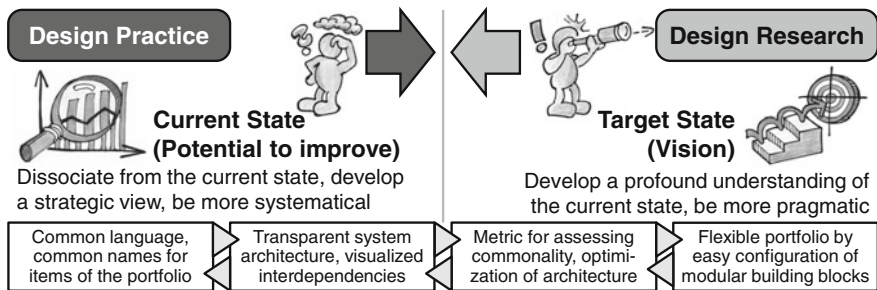 Design Practice
Design Research
Current State
(Potential to improve)
Dissociate from the current state, develop
a strategic view, be more systematical
Target State
(Vision)
Develop a profound understanding of
the current state, be more pragmatic
Common language,
common names for
items of the portfolio
Transparent system
architecture, visualized
interdependencies
Metric for assessing
commonality, optimi-
zation of architecture
Flexible portfolio by
easy configuration of
modular building blocks